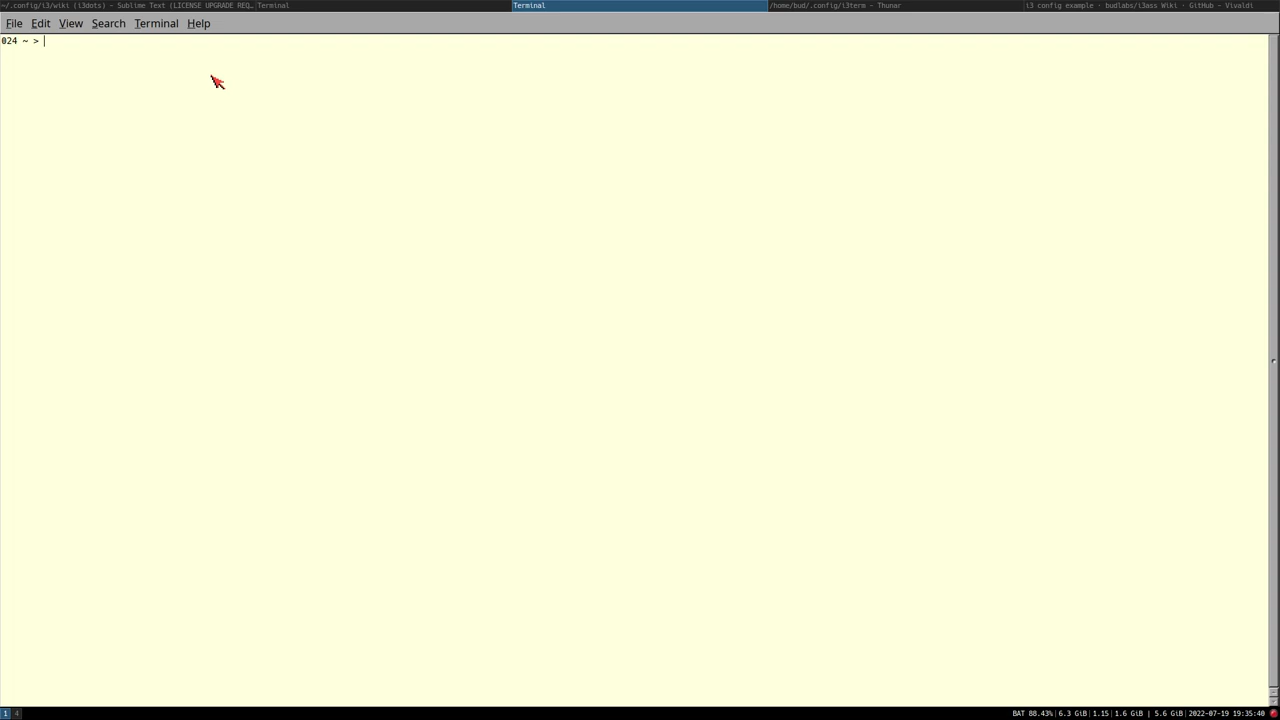 ~/.config/i3/wiki (i3dots) - Sublime Text (LICENSE UPGRADE REQ… Terminal Terminal /home/bud/.config/i3term - Thunar i3 config example · budlabs/i3ass Wiki · GitHub - Vivaldi
File Edit View Search Terminal Help
024 ~ >
1 4 BAT 88.43% 6.3 GiB 1.15 1.6 GiB | 5.6 GiB 2022-07-19 19:35:40